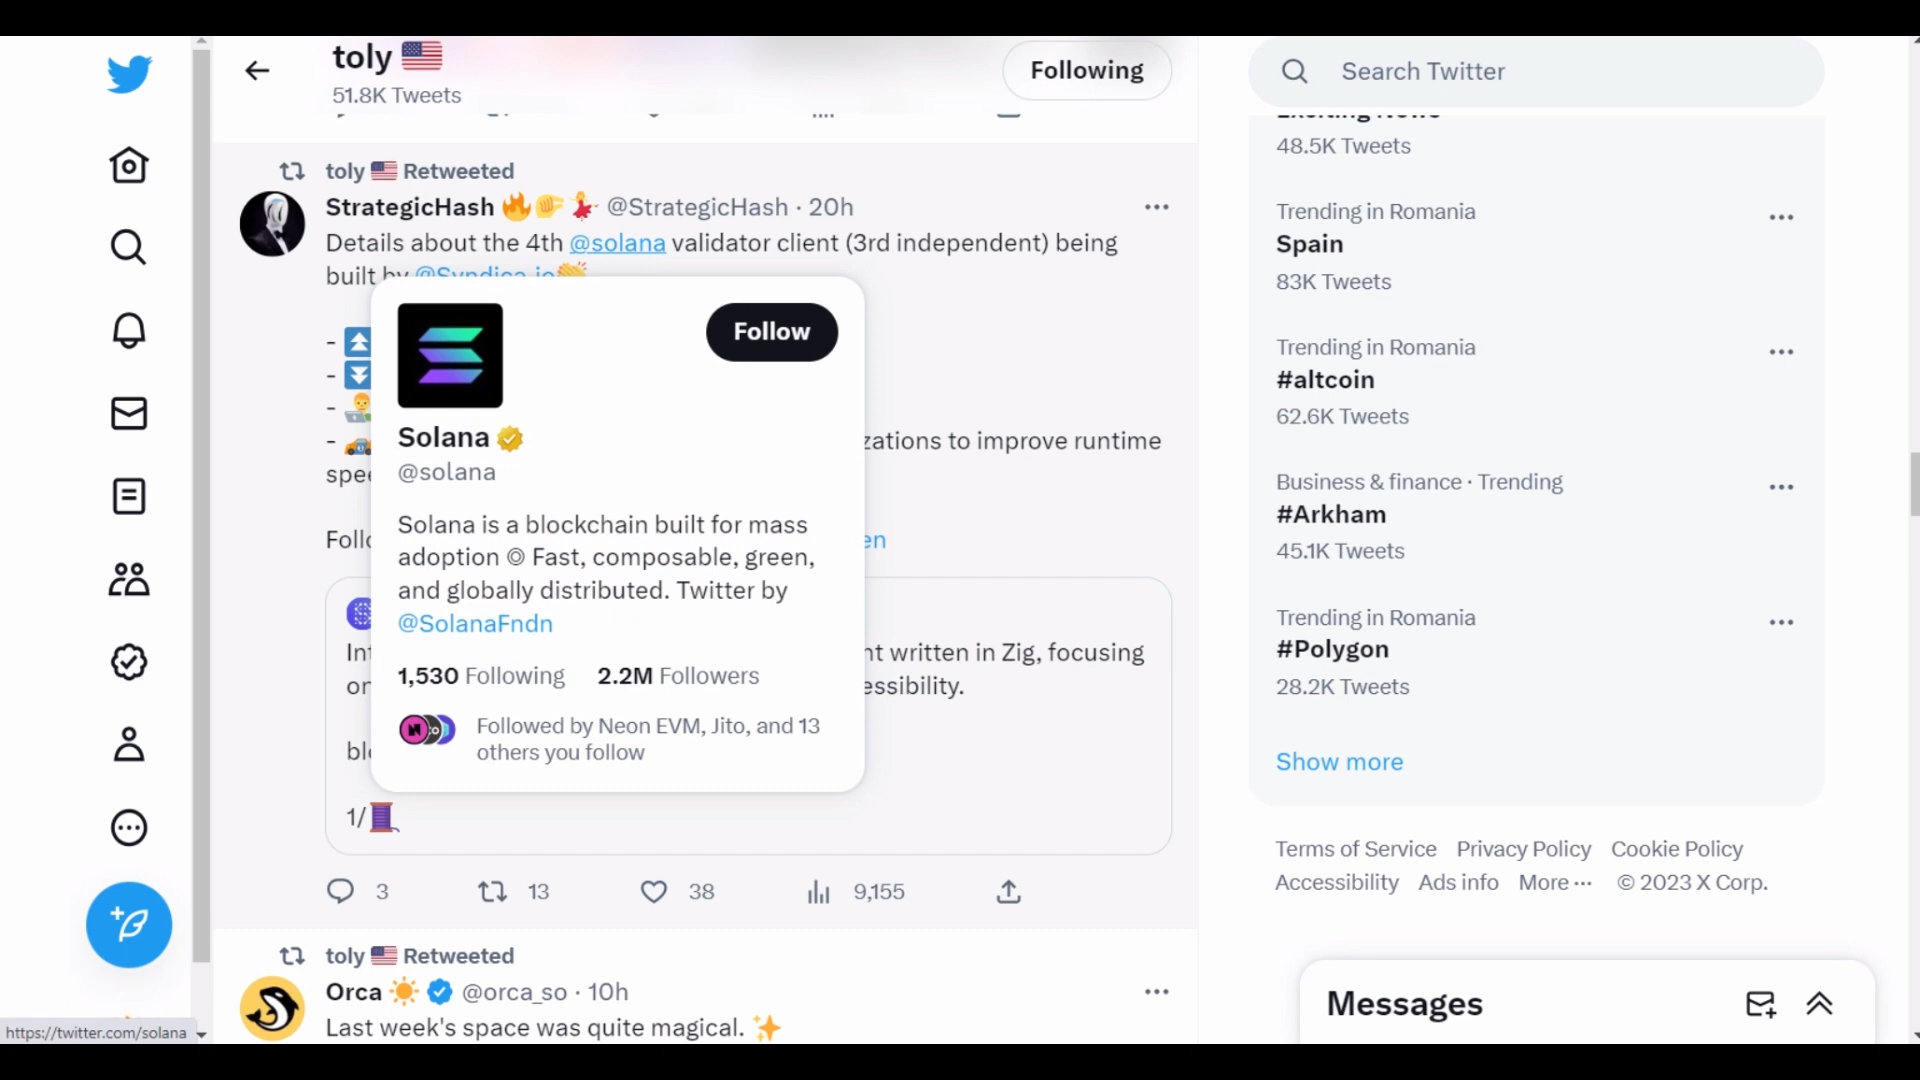 toly
51.8K Tweets
Following
toly Retweeted
StrategicHash @StrategicHash · 20h
Details about the 4th @solana validator client (3rd independent) being
built by @Syndica_io
-
-
-
- zations to improve runtime
spee
Follo en
Int nt written in Zig, focusing
on essibility.
blo
1/
Follow
Solana
@solana
Solana is a blockchain built for mass
adoption ◎ Fast, composable, green,
and globally distributed. Twitter by
@SolanaFndn
1,530 Following 2.2M Followers
Followed by Neon EVM, Jito, and 13
others you follow
3 13 38 9,155
toly Retweeted
Orca @orca_so · 10h
Last week's space was quite magical.
https://twitter.com/solana
Search Twitter
48.5K Tweets
Trending in Romania
Spain
83K Tweets
Trending in Romania
#altcoin
62.6K Tweets
Business & finance · Trending
#Arkham
45.1K Tweets
Trending in Romania
#Polygon
28.2K Tweets
Show more
Terms of Service Privacy Policy Cookie Policy
Accessibility Ads info More ··· © 2023 X Corp.
Messages